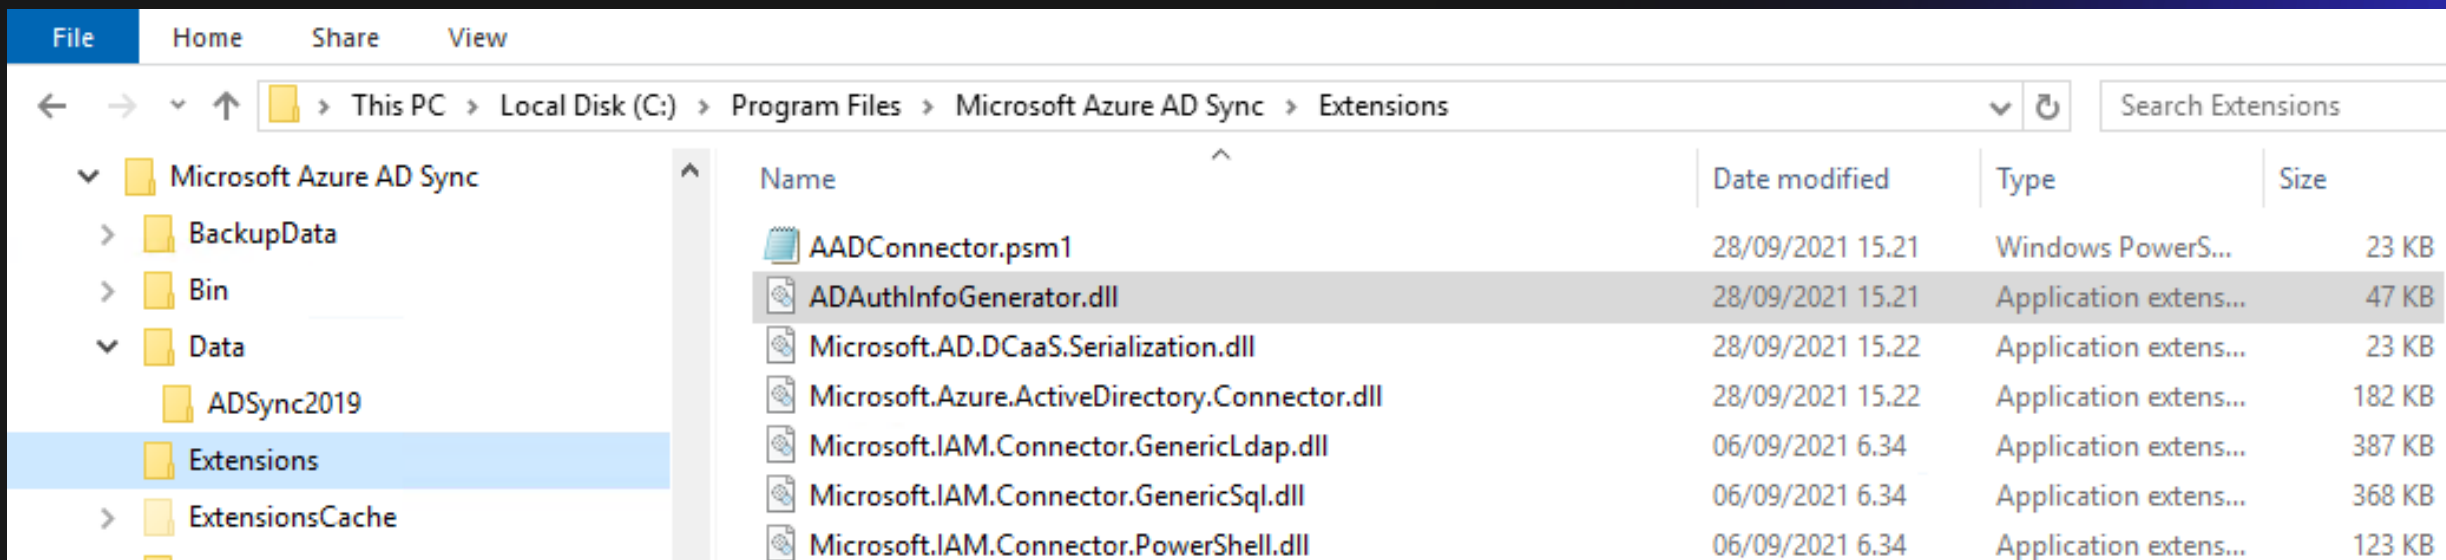 File Home Share View
This PC > Local Disk (C:) > Program Files > Microsoft Azure AD Sync > Extensions
Search Extensions
Microsoft Azure AD Sync
BackupData
Bin
Data
ADSync2019
Extensions
ExtensionsCache
Name Date modified Type Size
AADConnector.psm1 28/09/2021 15.21 Windows PowerS... 23 KB
ADAuthInfoGenerator.dll 28/09/2021 15.21 Application extens... 47 KB
Microsoft.AD.DCaaS.Serialization.dll 28/09/2021 15.22 Application extens... 23 KB
Microsoft.Azure.ActiveDirectory.Connector.dll 28/09/2021 15.22 Application extens... 182 KB
Microsoft.IAM.Connector.GenericLdap.dll 06/09/2021 6.34 Application extens... 387 KB
Microsoft.IAM.Connector.GenericSql.dll 06/09/2021 6.34 Application extens... 368 KB
Microsoft.IAM.Connector.PowerShell.dll 06/09/2021 6.34 Application extens... 123 KB